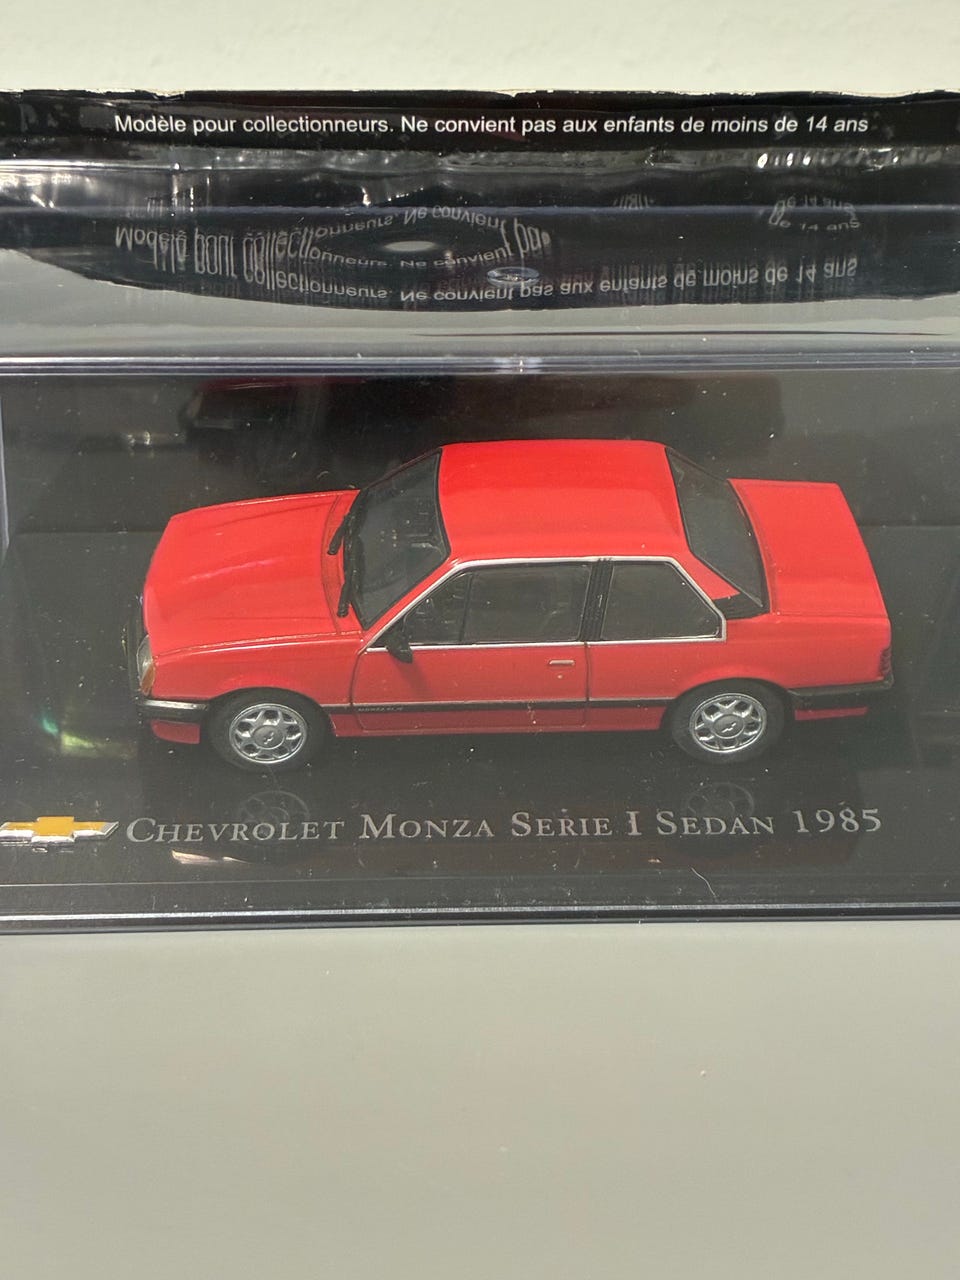 Modèle pour collectionneurs. Ne convient pas aux enfants de moins de 14 ans
CHEVROLET MONZA SERIE I SEDAN 1985